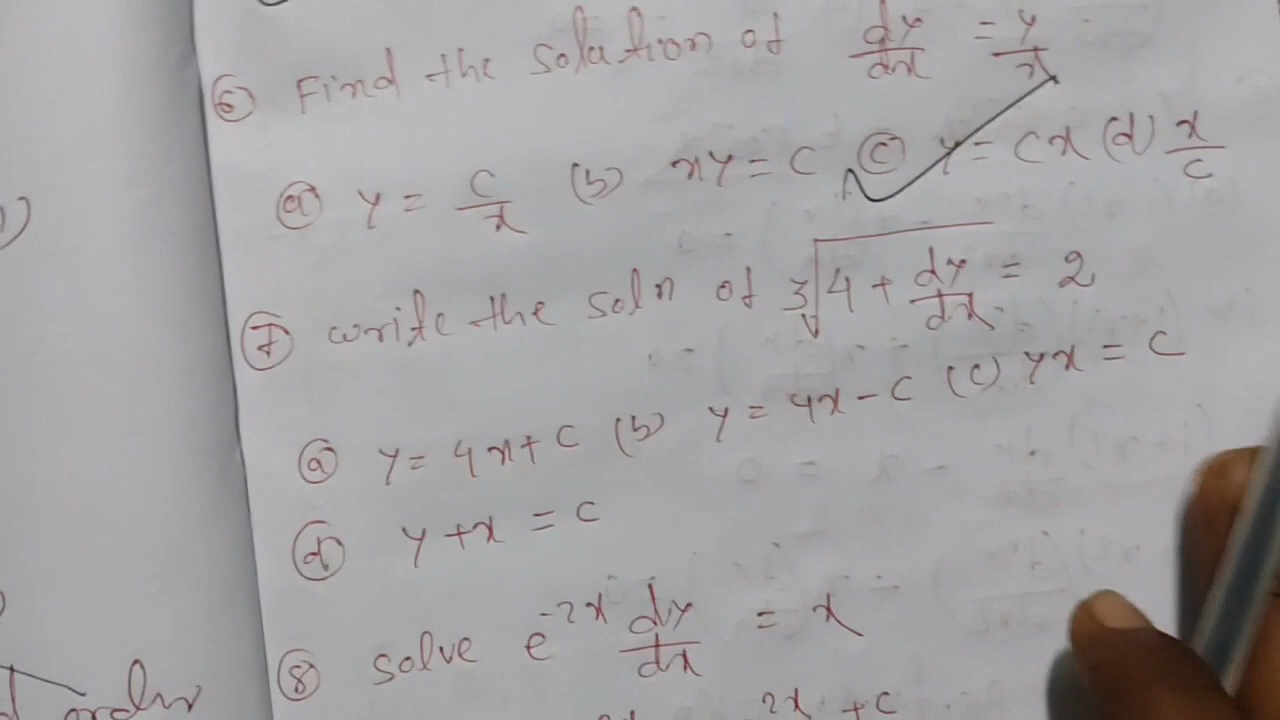 ⑥ Find the solution of dy/dx = y/x
ⓐ y = c/x (b) xy = c ⓒ y = cx (d) x/c
⑦ write the soln of ∛(4 + dy/dx) = 2
ⓐ y = 4x + c (b) y = 4x - c (c) yx = c
ⓓ y + x = c
⑧ solve e^(-2x) dy/dx = x
2x + c